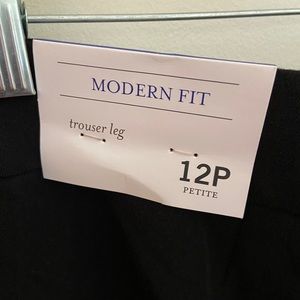 MODERN FIT
trouser leg
12P
PETITE